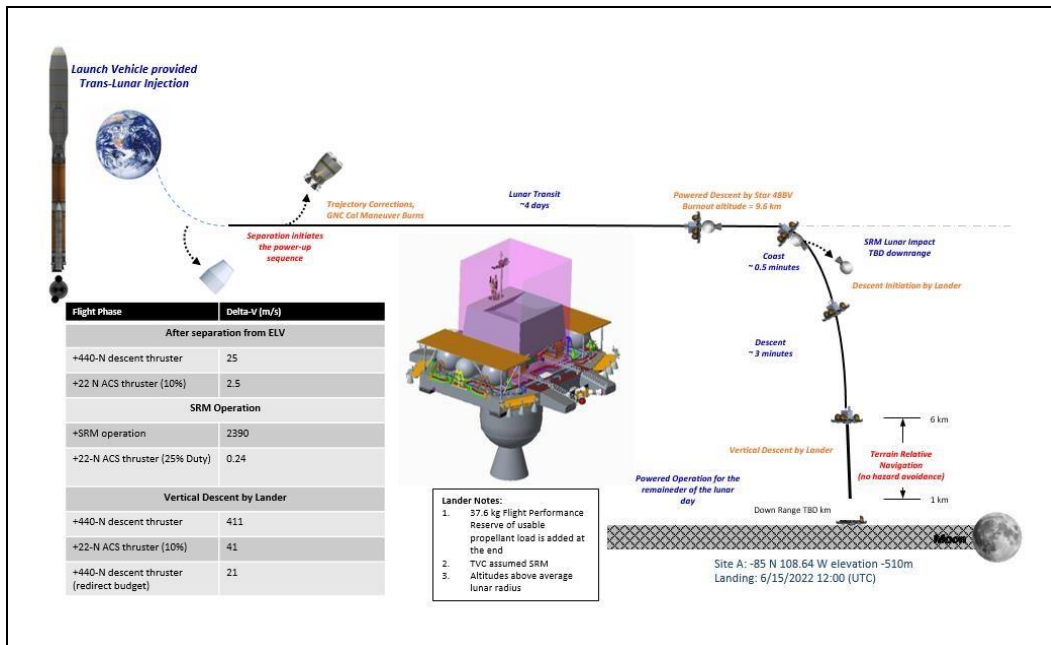 Launch Vehicle provided
Trans-Lunar Injection
Trajectory Corrections,
GNC Cal Maneuver Burns
Separation initiates
the power-up
sequence
Lunar Transit
~4 days
Powered Descent by Star 48BV
Burnout altitude = 9.6 km
Coast
~ 0.5 minutes
SRM Lunar Impact
TBD downrange
Descent Initiation by Lander
Descent
~ 3 minutes
6 km
Vertical Descent by Lander
Terrain Relative
Navigation
(no hazard avoidance)
1 km
Powered Operation for the
remaineder of the lunar
day
Down Range TBD km
Moon
Site A: -85 N 108.64 W elevation -510m
Landing: 6/15/2022 12:00 (UTC)
Flight Phase Delta-V (m/s)
After separation from ELV
+440-N descent thruster 25
+22 N ACS thruster (10%) 2.5
SRM Operation
+SRM operation 2390
+22-N ACS thruster (25% Duty) 0.24
Vertical Descent by Lander
+440-N descent thruster 411
+22-N ACS thruster (10%) 41
+440-N descent thruster 21
(redirect budget)
Lander Notes:
1. 37.6 kg Flight Performance
Reserve of usable
propellant load is added at
the end
2. TVC assumed SRM
3. Altitudes above average
lunar radius